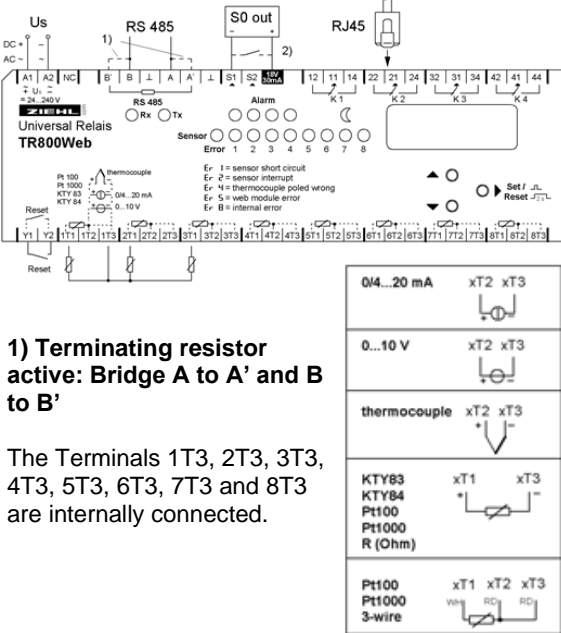 Us
RS 485
S0 out
RJ45
DC + - 
AC ~ ~
1)
+ -
2)
A1 A2 NC B' B ⊥ A A' ⊥ S1 S2 18V 30mA 12 11 14 22 21 24 32 31 34 42 41 44
K 1 K 2 K 3 K 4
Us
= 24...240 V
RS 485
Rx Tx
Alarm
ZIEHL
Universal Relais
TR800Web
Sensor
Error 1 2 3 4 5 6 7 8
Er 1 = sensor short circuit
Er 2 = sensor interrupt
Er 4 = thermocouple poled wrong
Er 5 = web module error
Er 8 = internal error
Pt 100
Pt 1000
KTY 83
KTY 84
thermocouple
0/4...20 mA
0...10 V
Set /
Reset
Reset
Y1 Y2 1T1 1T2 1T3 2T1 2T2 2T3 3T1 3T2 3T3 4T1 4T2 4T3 5T1 5T2 5T3 6T1 6T2 6T3 7T1 7T2 7T3 8T1 8T2 8T3
Reset
1) Terminating resistor
active: Bridge A to A’ and B
to B’
The Terminals 1T3, 2T3, 3T3,
4T3, 5T3, 6T3, 7T3 and 8T3
are internally connected.
0/4...20 mA xT2 xT3
+ -
0...10 V xT2 xT3
+ -
thermocouple xT2 xT3
+ -
KTY83 xT1 xT3
KTY84 + -
Pt100
Pt1000
R (Ohm)
Pt100 xT1 xT2 xT3
Pt1000 WH RD RD
3-wire